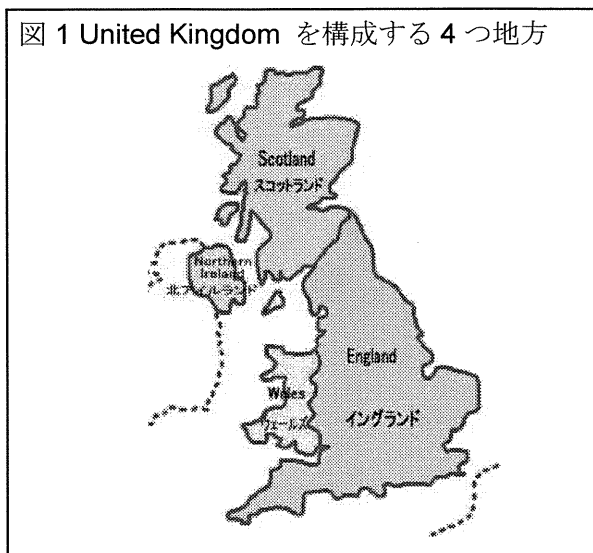 図 1 United Kingdom を構成する 4 つ地方
Scotland
スコットランド
Northern
Ireland
北アイルランド
England
イングランド
Wales
ウェールズ